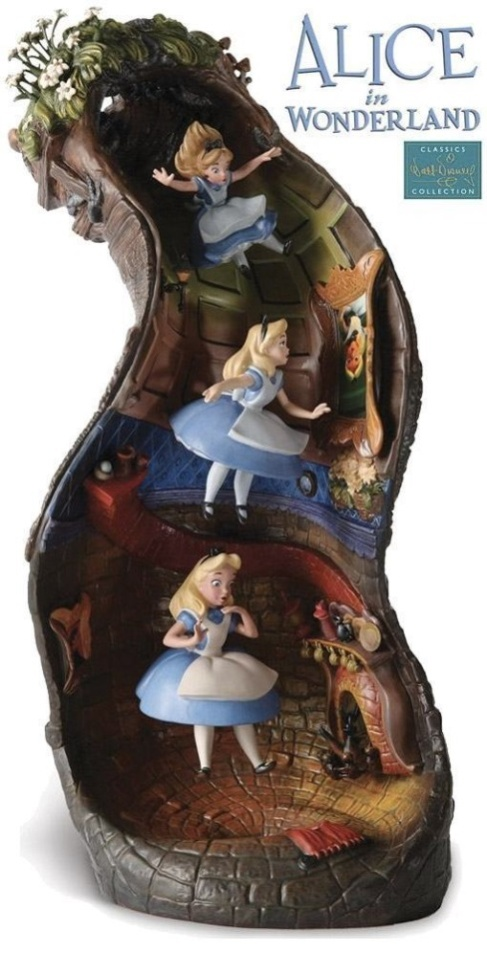 ALICE
in
WONDERLAND
CLASSICS
Walt Disney
COLLECTION